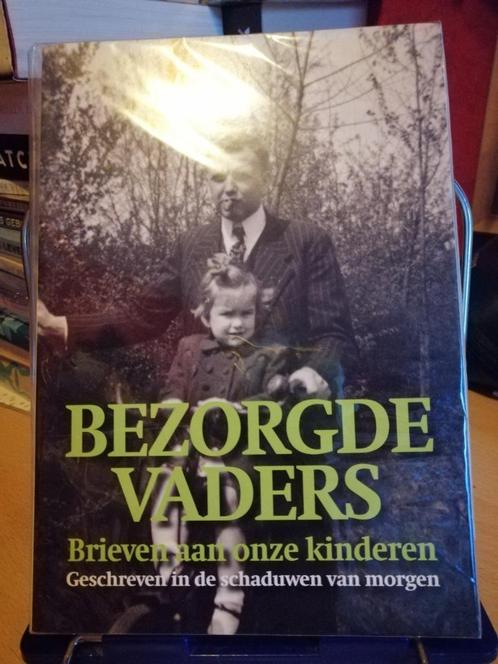 BEZORGDE
VADERS
Brieven aan onze kinderen
Geschreven in de schaduwen van morgen